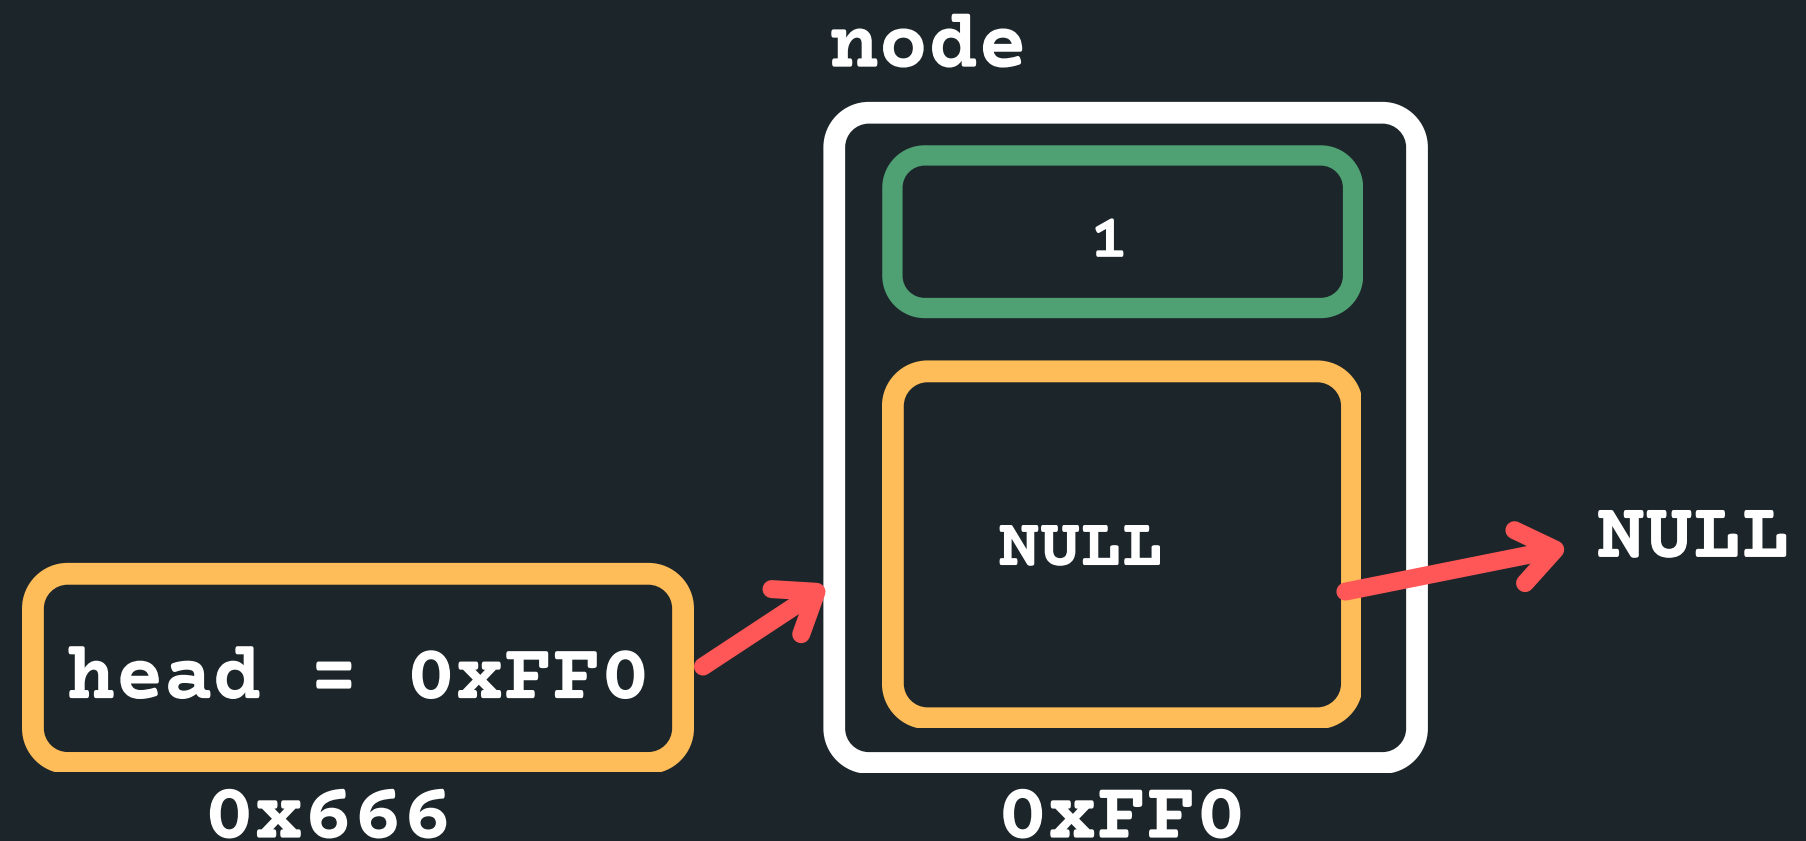 node
1
NULL
NULL
head = 0xFF0
0x666
0xFF0